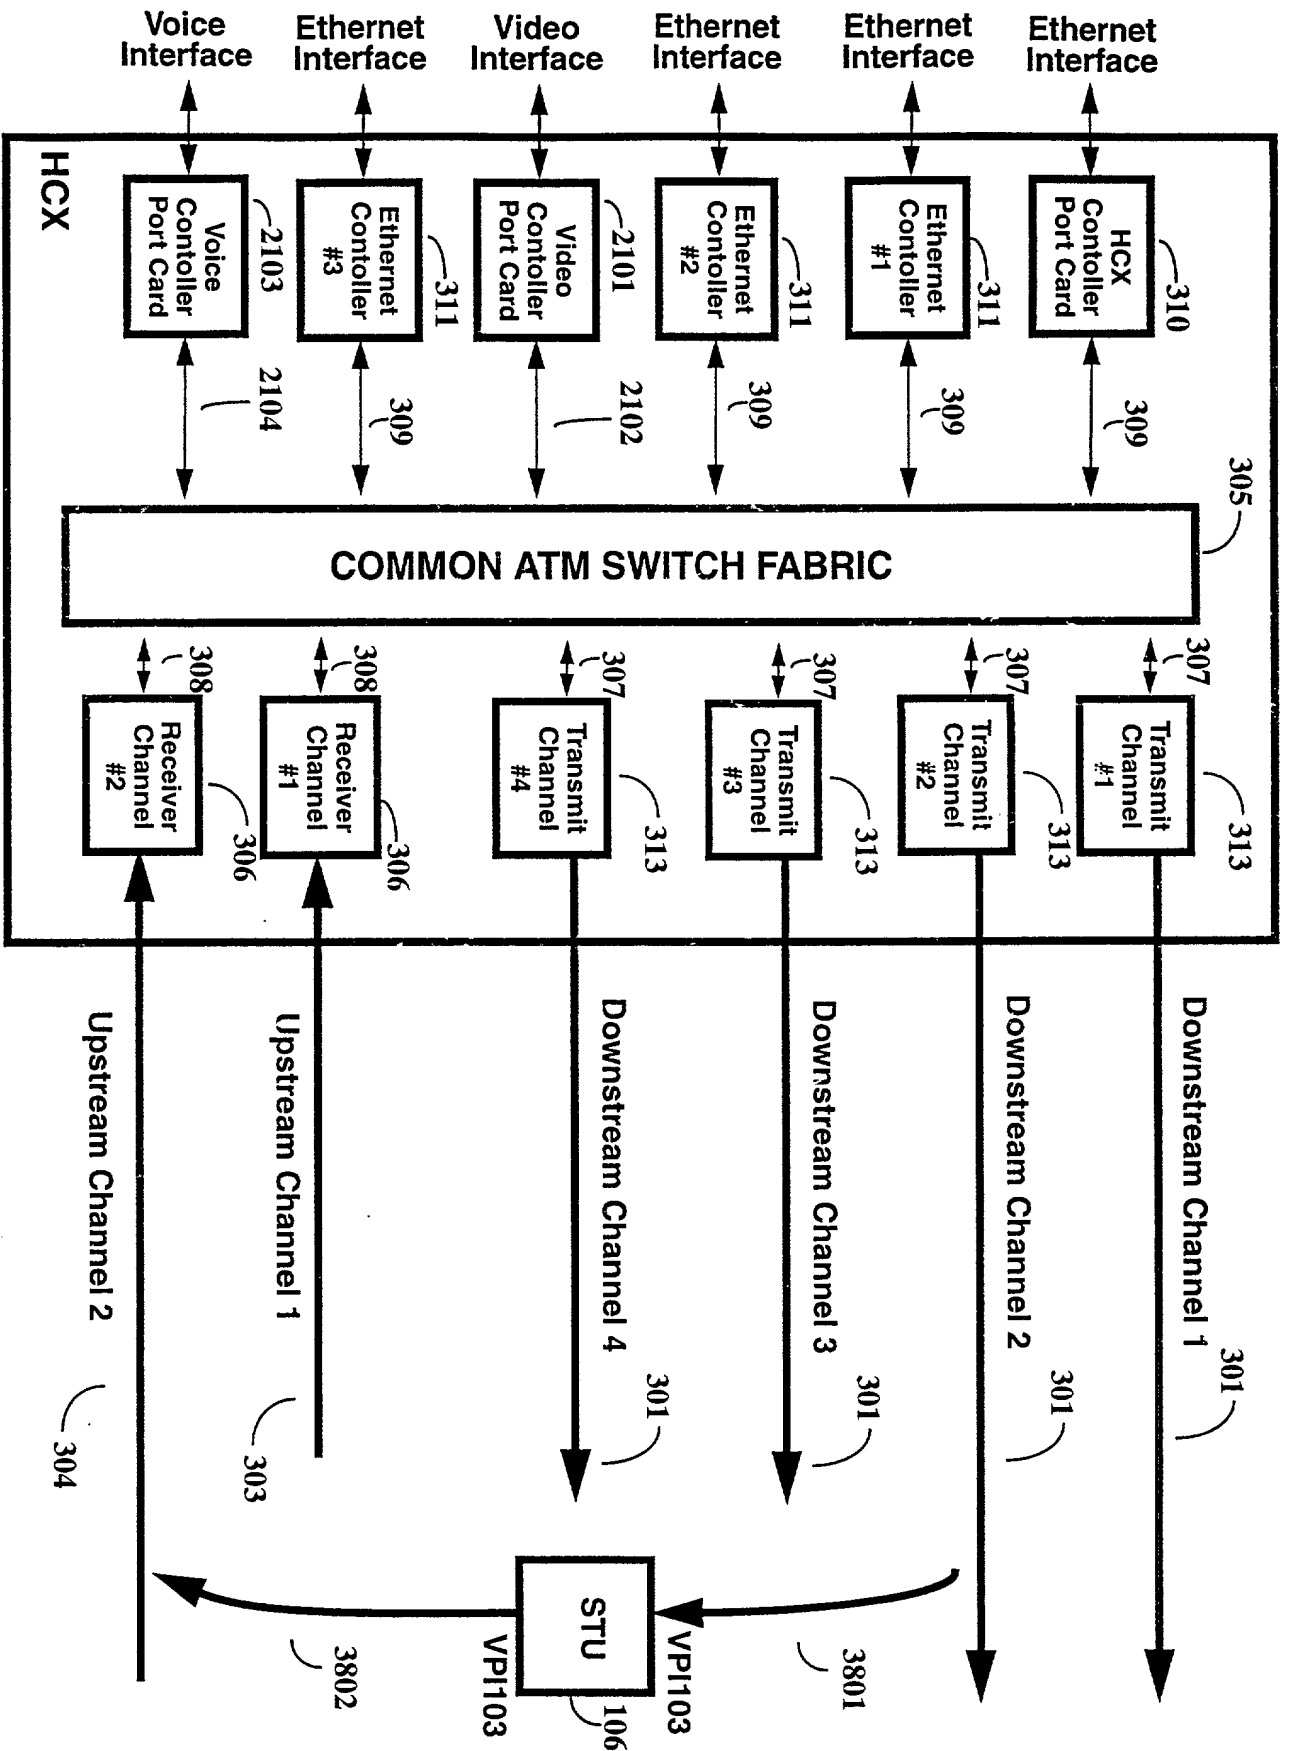 Voice
Interface
Ethernet
Interface
Video
Interface
Ethernet
Interface
Ethernet
Interface
Ethernet
Interface
HCX
Voice
Contoller
Port Card
2103
Ethernet
Contoller
#3
311
Video
Contoller
Port Card
2101
Ethernet
Contoller
#2
311
Ethernet
Contoller
#1
311
HCX
Contoller
Port Card
310
2104
309
2102
309
309
309
305
COMMON ATM SWITCH FABRIC
308
308
307
307
307
307
Receiver
Channel
#2
306
Receiver
Channel
#1
306
Transmit
Channel
#4
313
Transmit
Channel
#3
313
Transmit
Channel
#2
313
Transmit
Channel
#1
313
Upstream Channel 2
304
Upstream Channel 1
303
Downstream Channel 4
301
Downstream Channel 3
301
Downstream Channel 2
301
Downstream Channel 1
301
STU
106
VPI103
VPI103
3802
3801